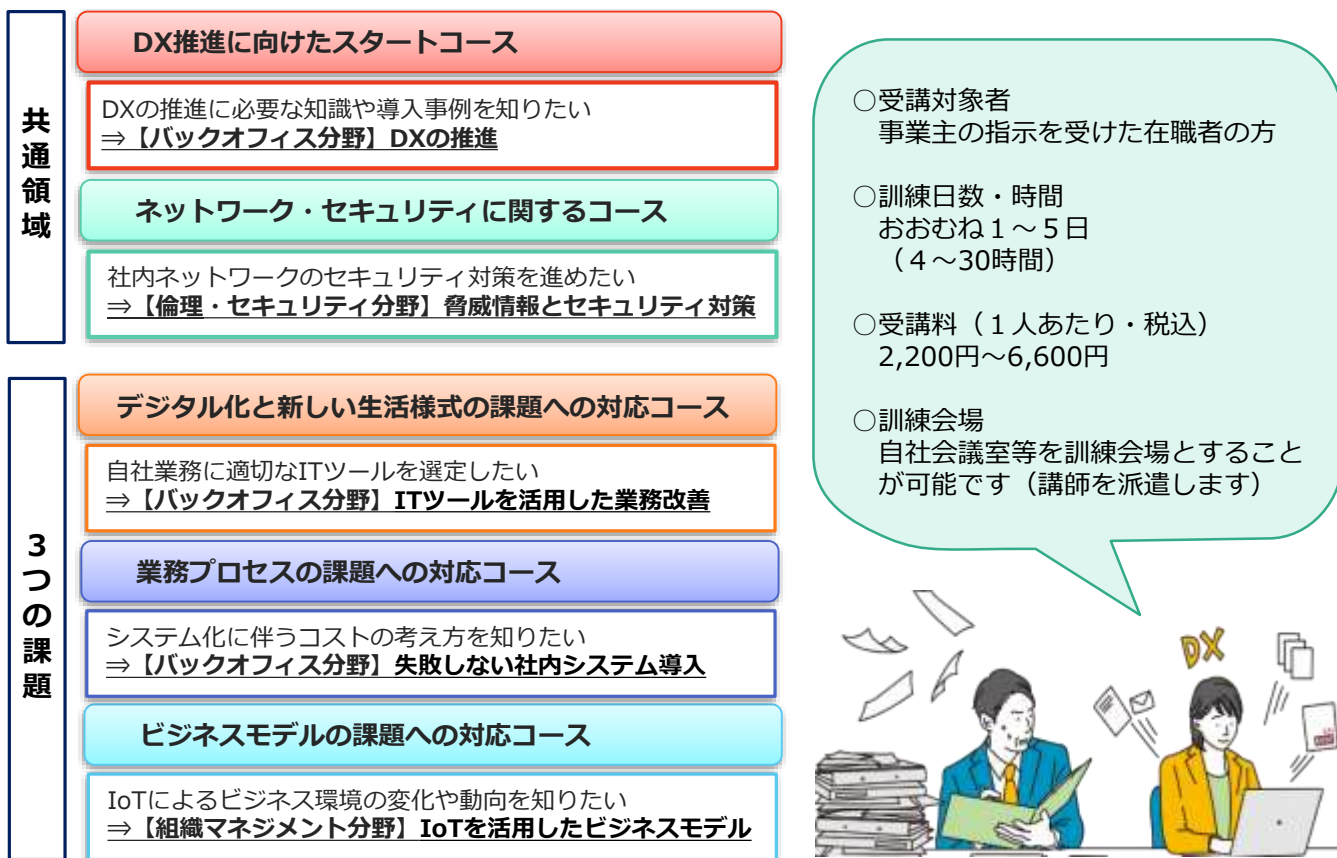 共通領域
DX推進に向けたスタートコース
DXの推進に必要な知識や導入事例を知りたい
⇒【バックオフィス分野】DXの推進
ネットワーク・セキュリティに関するコース
社内ネットワークのセキュリティ対策を進めたい
⇒【倫理・セキュリティ分野】脅威情報とセキュリティ対策
3つの課題
デジタル化と新しい生活様式の課題への対応コース
自社業務に適切なITツールを選定したい
⇒【バックオフィス分野】ITツールを活用した業務改善
業務プロセスの課題への対応コース
システム化に伴うコストの考え方を知りたい
⇒【バックオフィス分野】失敗しない社内システム導入
ビジネスモデルの課題への対応コース
IoTによるビジネス環境の変化や動向を知りたい
⇒【組織マネジメント分野】IoTを活用したビジネスモデル
○受講対象者
事業主の指示を受けた在職者の方
○訓練日数・時間
おおむね1～5日
（4～30時間）
○受講料（1人あたり・税込）
2,200円～6,600円
○訓練会場
自社会議室等を訓練会場とすること
が可能です（講師を派遣します）
DX